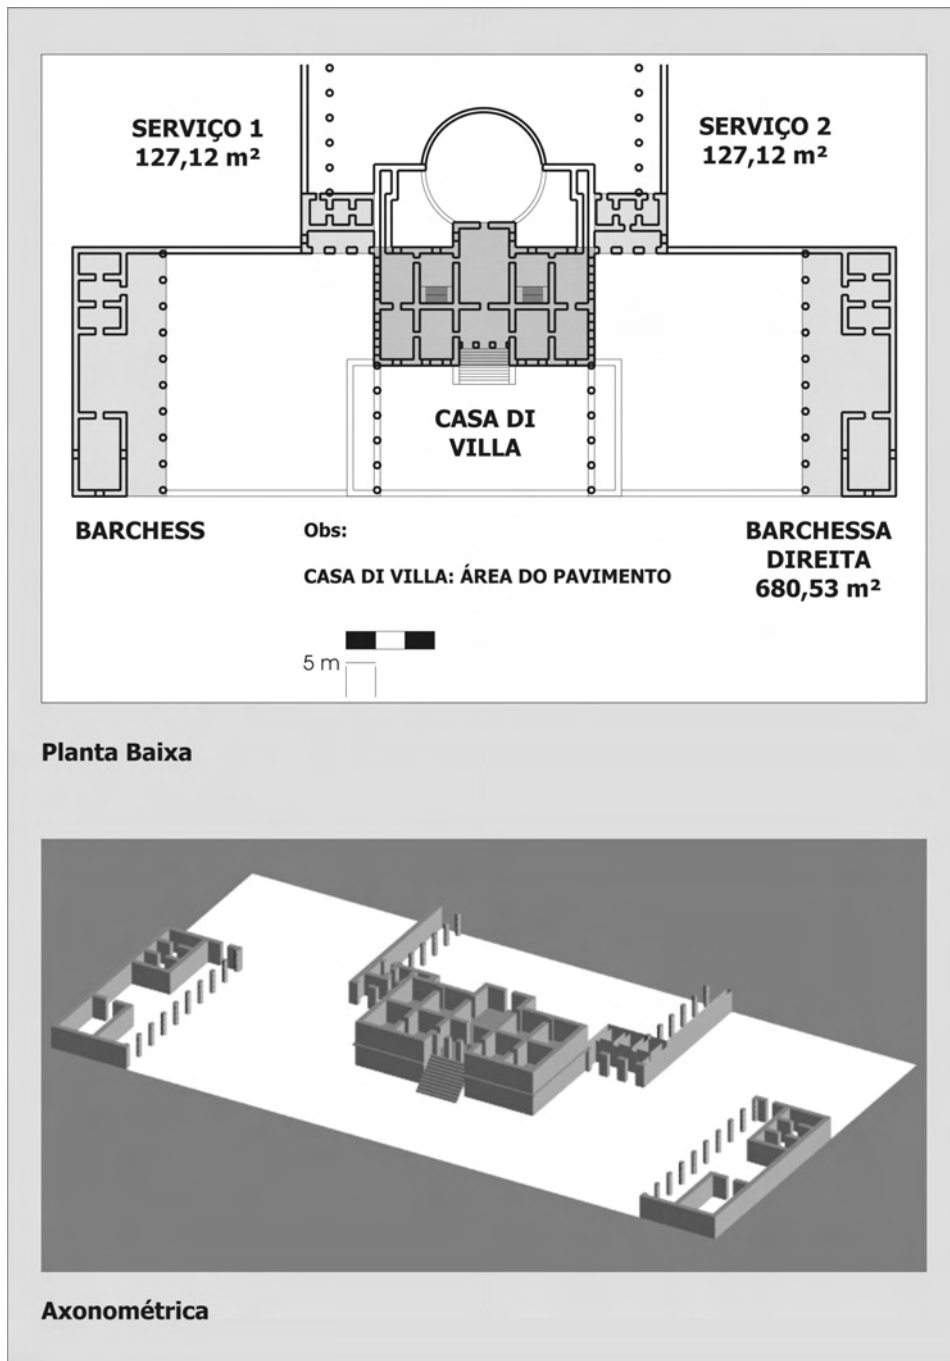 SERVIÇO 1
127,12 m²
SERVIÇO 2
127,12 m²
CASA DI
VILLA
BARCHESS
Obs:
CASA DI VILLA: ÁREA DO PAVIMENTO
BARCHESSA
DIREITA
680,53 m²
5 m
Planta Baixa
Axonométrica